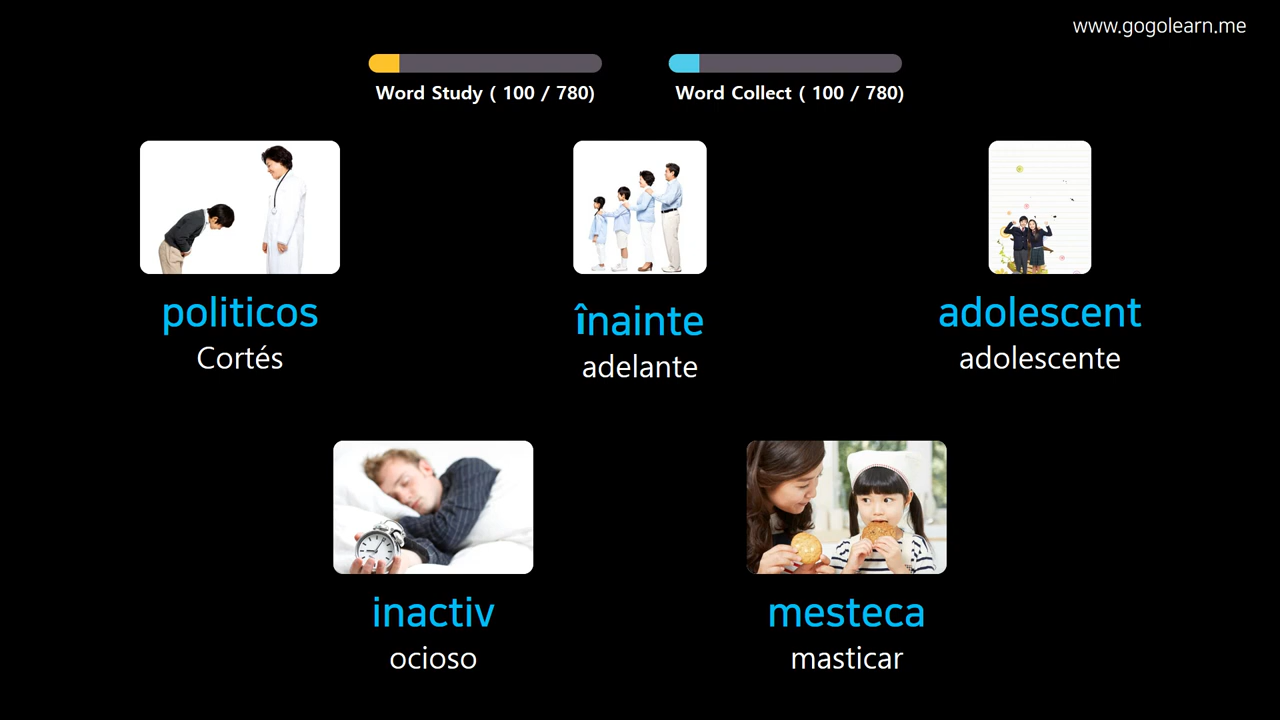 www.gogolearn.me
Word Study ( 100 / 780)
Word Collect ( 100 / 780)
politicos
Cortés
înainte
adelante
adolescent
adolescente
inactiv
ocioso
mesteca
masticar